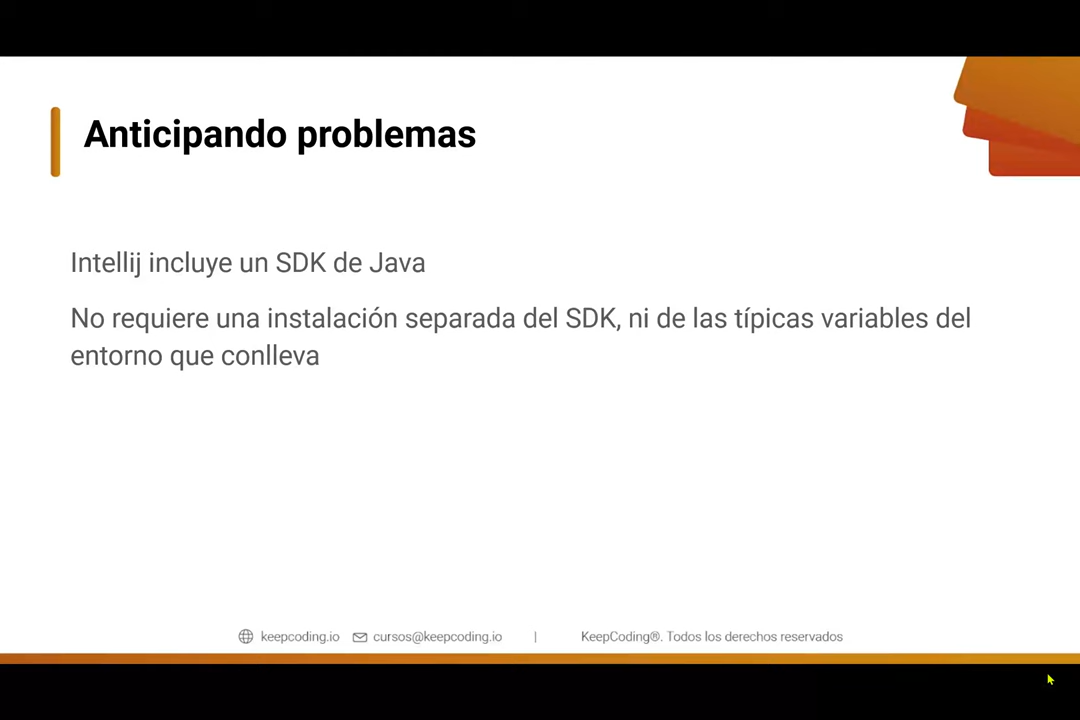 Anticipando problemas
Intellij incluye un SDK de Java
No requiere una instalación separada del SDK, ni de las típicas variables del
entorno que conlleva
keepcoding.io cursos@keepcoding.io | KeepCoding®. Todos los derechos reservados